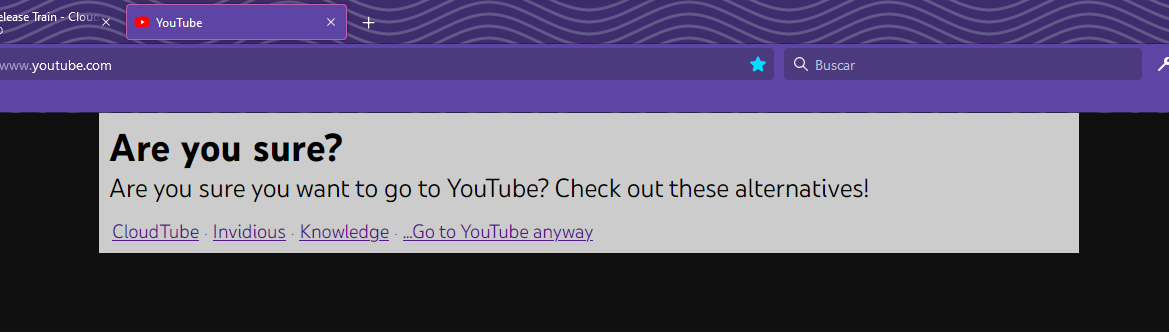 elease Train - Clou
YouTube
www.youtube.com
Buscar
Are you sure?
Are you sure you want to go to YouTube? Check out these alternatives!
CloudTube · Invidious · Knowledge · ...Go to YouTube anyway